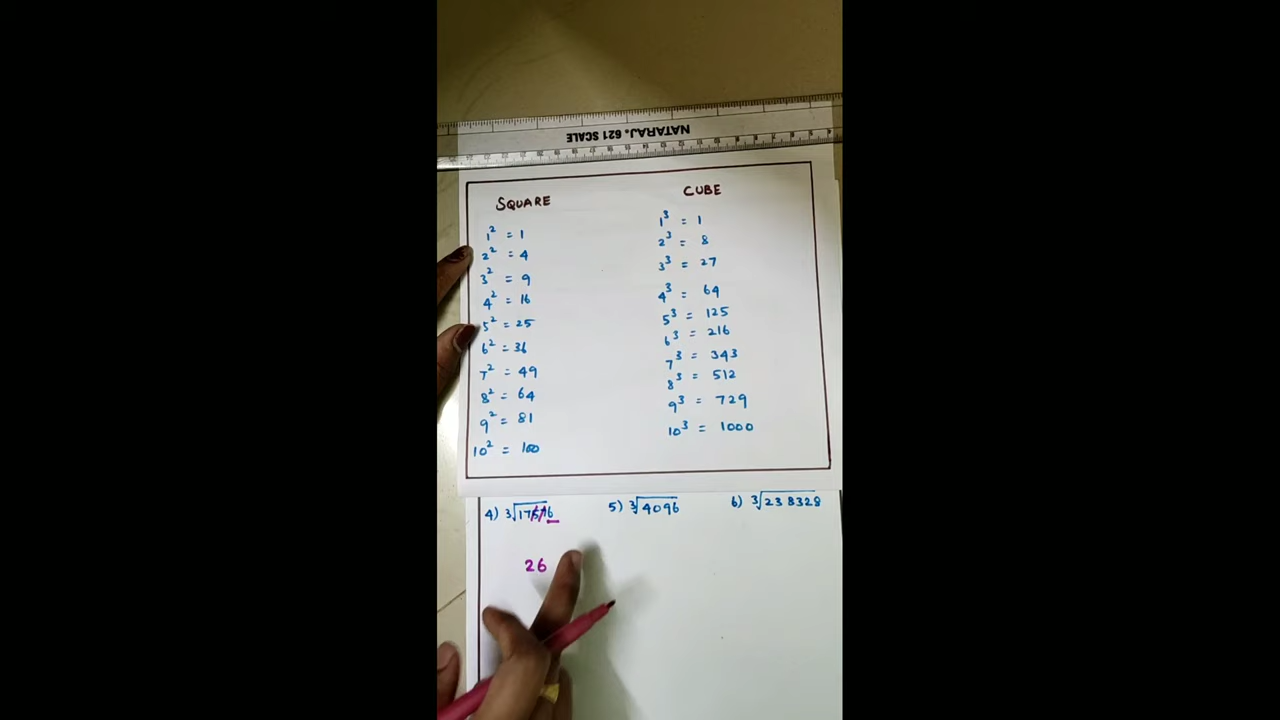 NATARAJ. 621 SCALE
SQUARE CUBE
1² = 1 1³ = 1
2² = 4 2³ = 8
3² = 9 3³ = 27
4² = 16 4³ = 64
5² = 25 5³ = 125
6² = 36 6³ = 216
7² = 49 7³ = 343
8² = 64 8³ = 512
9² = 81 9³ = 729
10² = 100 10³ = 1000
4) ∛17576 5) ∛4096 6) ∛238328
26